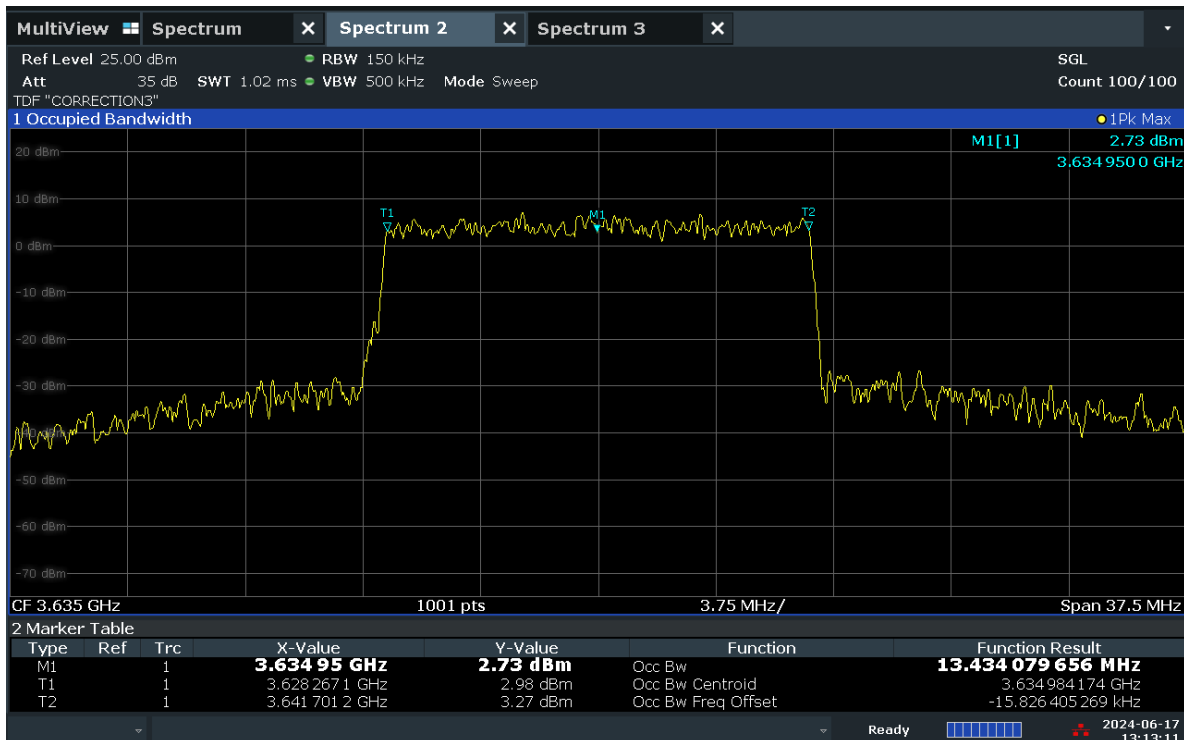 MultiView Spectrum X Spectrum 2 X Spectrum 3 X
Ref Level 25.00 dBm RBW 150 kHz SGL
Att 35 dB SWT 1.02 ms VBW 500 kHz Mode Sweep Count 100/100
TDF "CORRECTION3"
1 Occupied Bandwidth 1Pk Max
M1[1] 2.73 dBm
3.634 950 0 GHz
20 dBm
10 dBm
T1 M1 T2
0 dBm
-10 dBm
-20 dBm
-30 dBm
-40 dBm
-50 dBm
-60 dBm
-70 dBm
CF 3.635 GHz 1001 pts 3.75 MHz/ Span 37.5 MHz
2 Marker Table
Type Ref Trc X-Value Y-Value Function Function Result
M1 1 3.634 95 GHz 2.73 dBm Occ Bw 13.434 079 656 MHz
T1 1 3.628 267 1 GHz 2.98 dBm Occ Bw Centroid 3.634 984 174 GHz
T2 1 3.641 701 2 GHz 3.27 dBm Occ Bw Freq Offset -15.826 405 269 kHz
Ready 2024-06-17
13:13:11